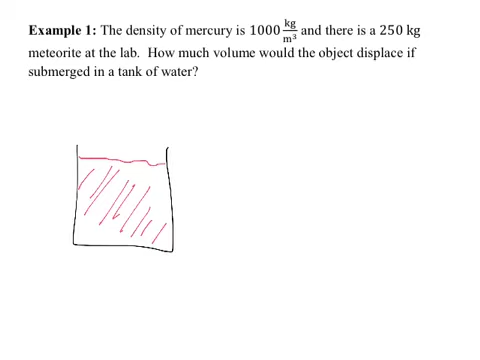 Example 1: The density of mercury is 1000 kg/m³ and there is a 250 kg
meteorite at the lab. How much volume would the object displace if
submerged in a tank of water?